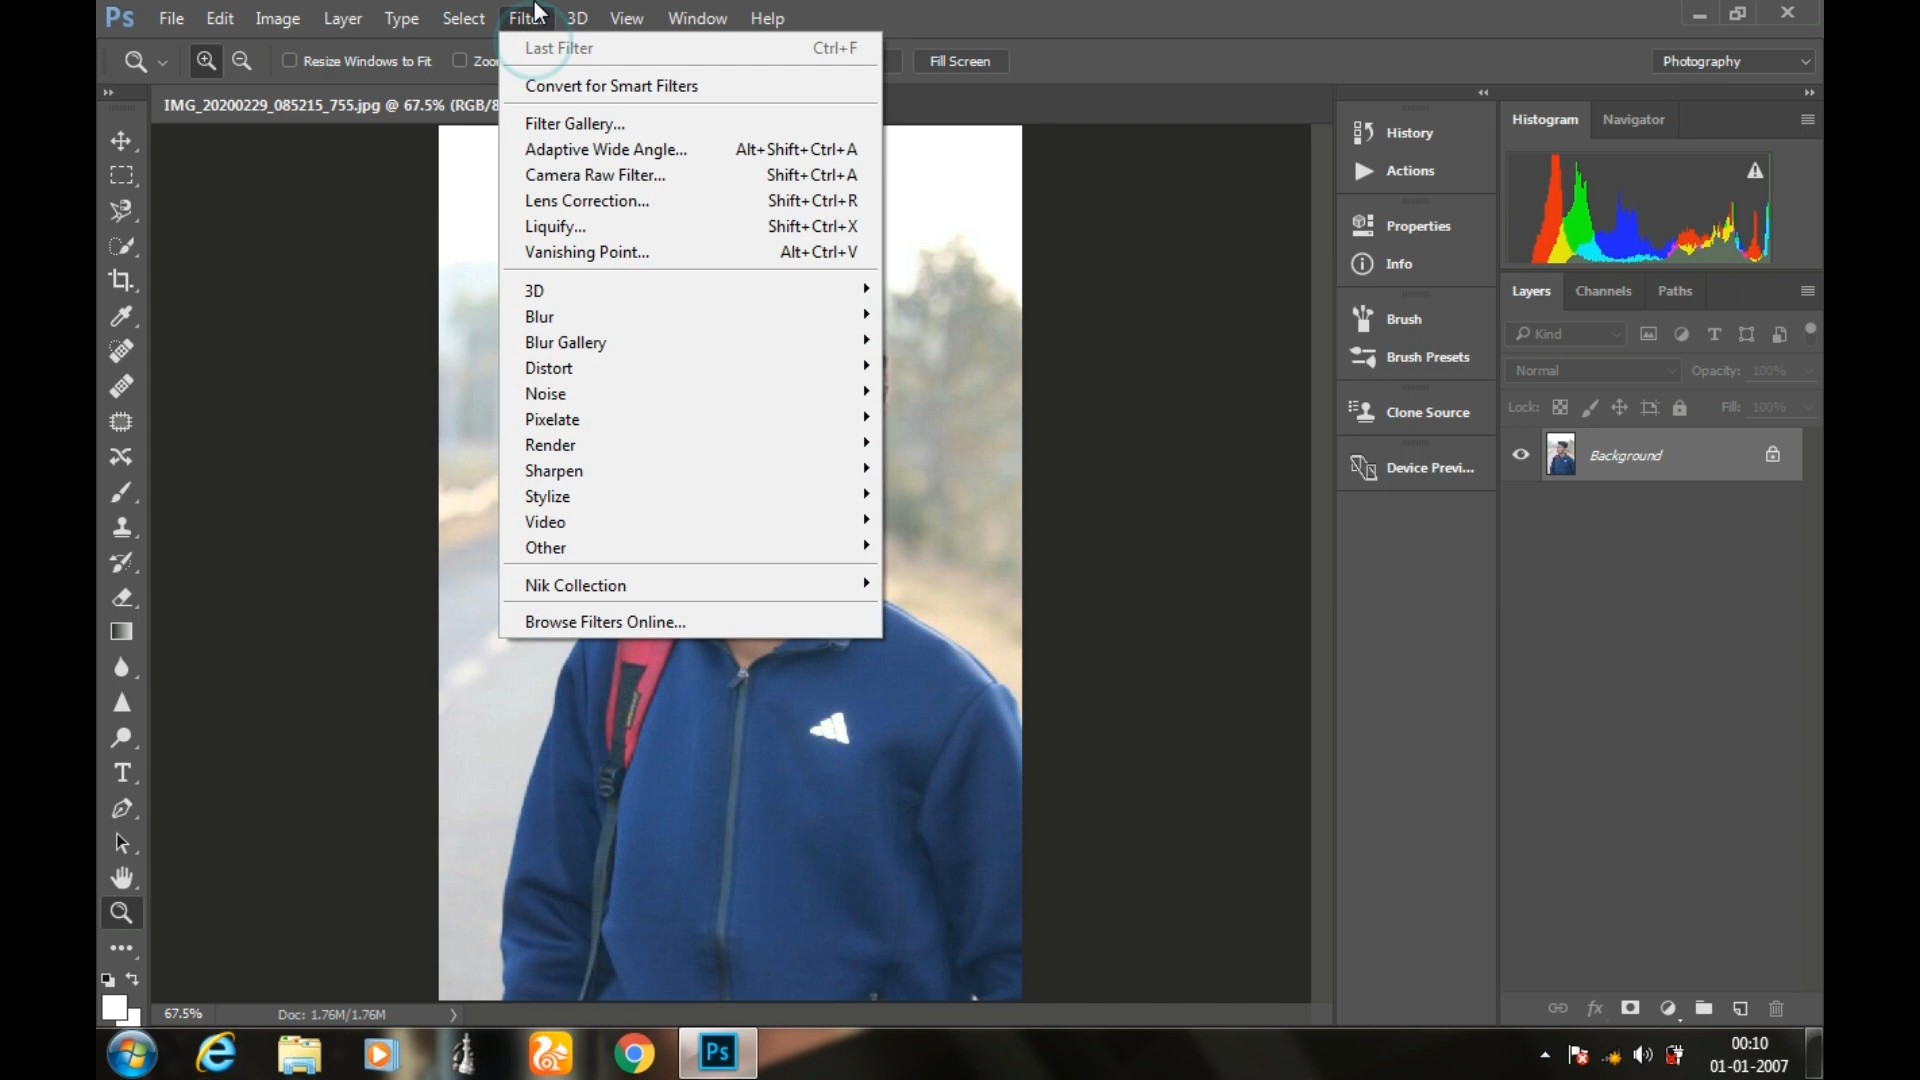 Ps File Edit Image Layer Type Select Filter 3D View Window Help
Resize Windows to Fit
Fill Screen
Photography
IMG_20200229_085215_755.jpg @ 67.5% (RGB/8
Last Filter Ctrl+F
Convert for Smart Filters
Filter Gallery...
Adaptive Wide Angle... Alt+Shift+Ctrl+A
Camera Raw Filter... Shift+Ctrl+A
Lens Correction... Shift+Ctrl+R
Liquify... Shift+Ctrl+X
Vanishing Point... Alt+Ctrl+V
3D
Blur
Blur Gallery
Distort
Noise
Pixelate
Render
Sharpen
Stylize
Video
Other
Nik Collection
Browse Filters Online...
History
Actions
Properties
Info
Brush
Brush Presets
Clone Source
Device Previ...
Histogram Navigator
Layers Channels Paths
Kind
Normal Opacity: 100%
Lock: Fill: 100%
Background
67.5% Doc: 1.76M/1.76M
Ps
00:10
01-01-2007